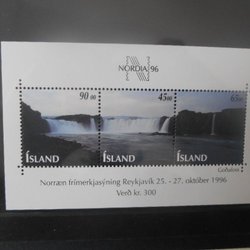 NORDIA 96
90 00
45 00
65 00
ÍSLAND
ÍSLAND
ÍSLAND
Goðafoss
Norræn frímerkjasýning Reykjavík 25. - 27. október 1996
Verð kr. 300